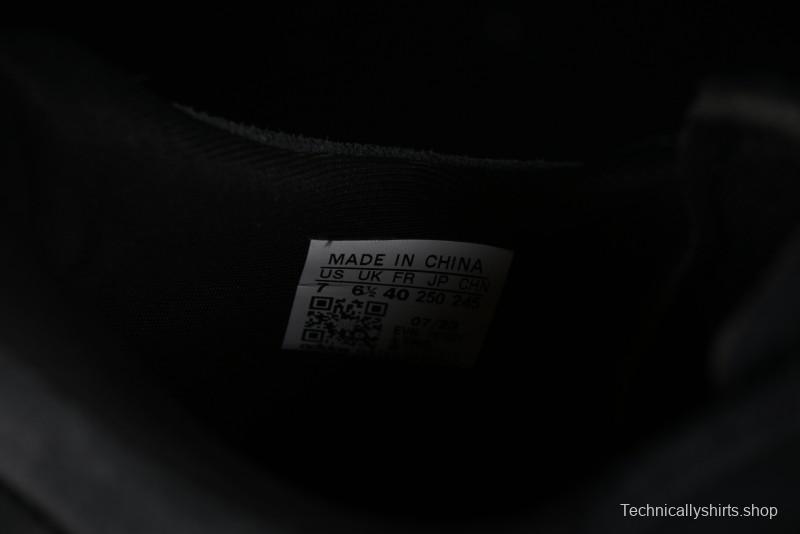 MADE IN CHINA
US UK FR JP CHN
7 6½ 40 250 245
07/23
Technicallyshirts.shop